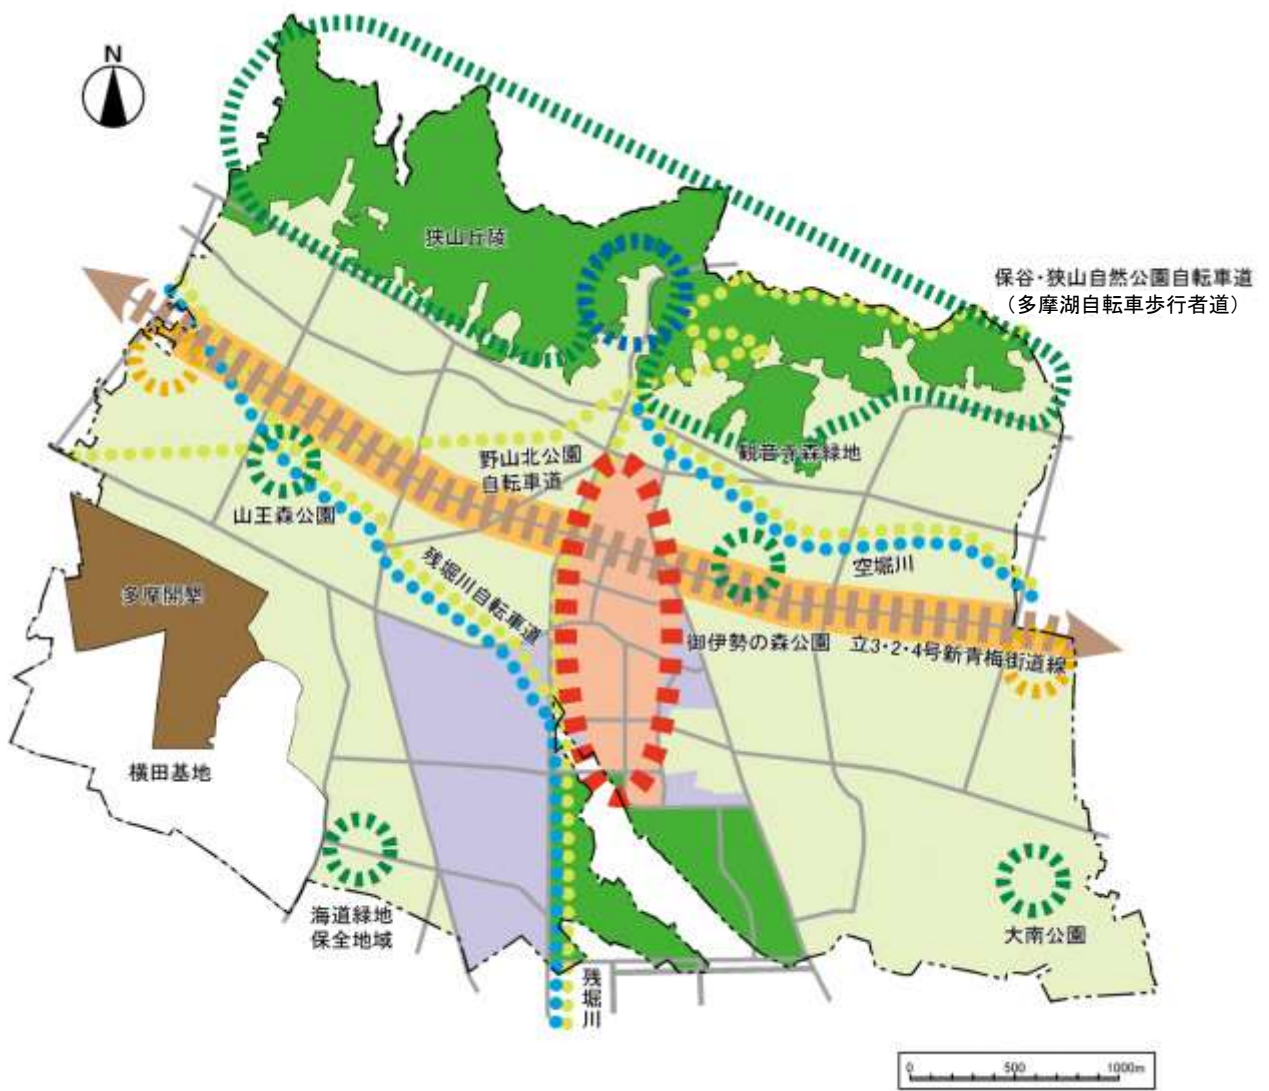 N
狭山丘陵
保谷・狭山自然公園自転車道
（多摩湖自転車歩行者道）
野山北公園
自転車道
観音寺森緑地
山王森公園
残堀川自転車道
空堀川
多摩開墾
御伊勢の森公園
立3・2・4号新青梅街道線
横田基地
海道緑地
保全地域
大南公園
残堀川
0 500 1000m